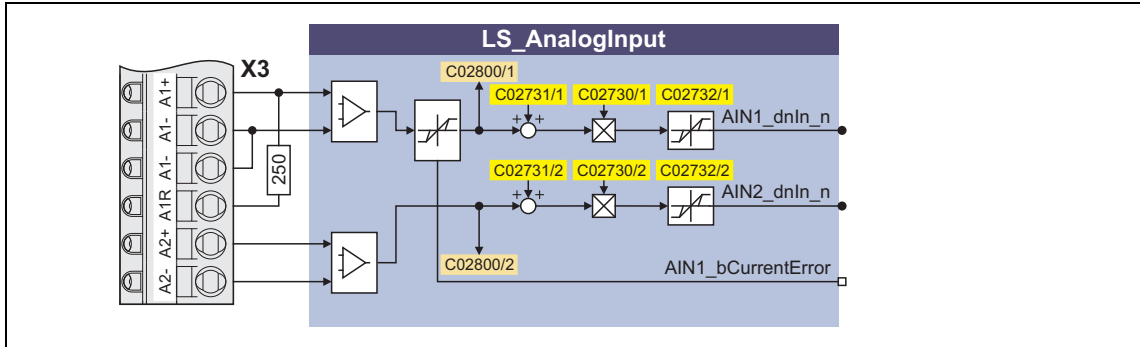 LS_AnalogInput
X3
A1+
A1-
A1-
A1R
A2+
A2-
250
C02800/1
C02731/1
C02730/1
C02732/1
+ +
AIN1_dnIn_n
C02731/2
C02730/2
C02732/2
+ +
AIN2_dnIn_n
C02800/2
AIN1_bCurrentError